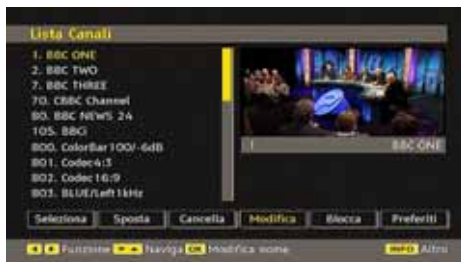 Lista Canali
1. BBC ONE
2. BBC TWO
7. BBC THREE
70. CBBC Channel
80. BBC NEWS 24
105. BBCi
800. ColorBar100/-6dB
801. Codec4:3
802. Codec16:9
803. BLUE/Left1kHz
1 BBC ONE
Seleziona Sposta Cancella Modifica Blocca Preferiti
Funzione Naviga OK Modifica nome INFO Altro